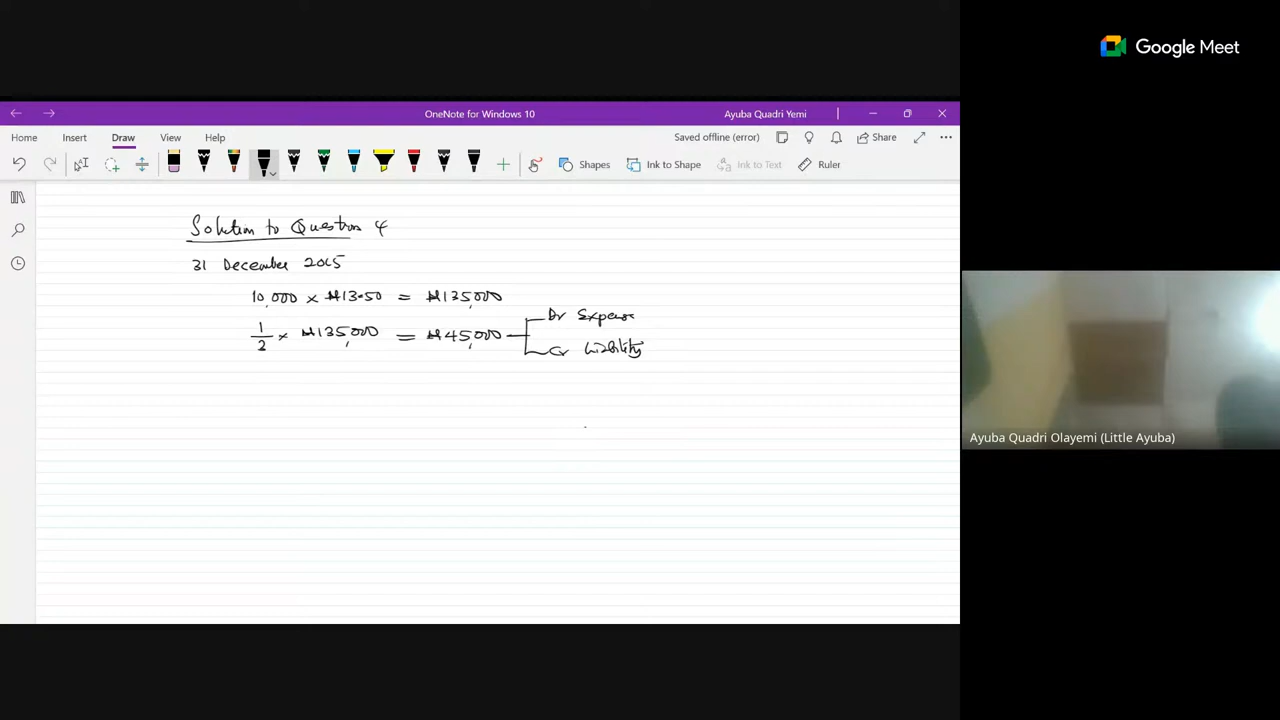 Google Meet
OneNote for Windows 10
Ayuba Quadri Yemi
Home Insert Draw View Help
Saved offline (error)
Share
Shapes
Ink to Shape
Ink to Text
Ruler
Solution to Question 4
31 December 2015
10,000 × ₦13.50 = ₦135,000
1/3 × ₦135,000 = ₦45,000
Dr Expense
Cr Liability
Ayuba Quadri Olayemi (Little Ayuba)